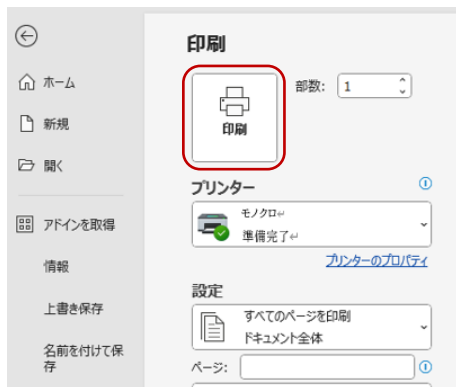 印刷
ホーム
新規
開く
アドインを取得
情報
上書き保存
名前を付けて保
存
印刷
部数: 1
プリンター
モノクロ↵
準備完了↵
プリンターのプロパティ
設定
すべてのページを印刷
ドキュメント全体
ページ: